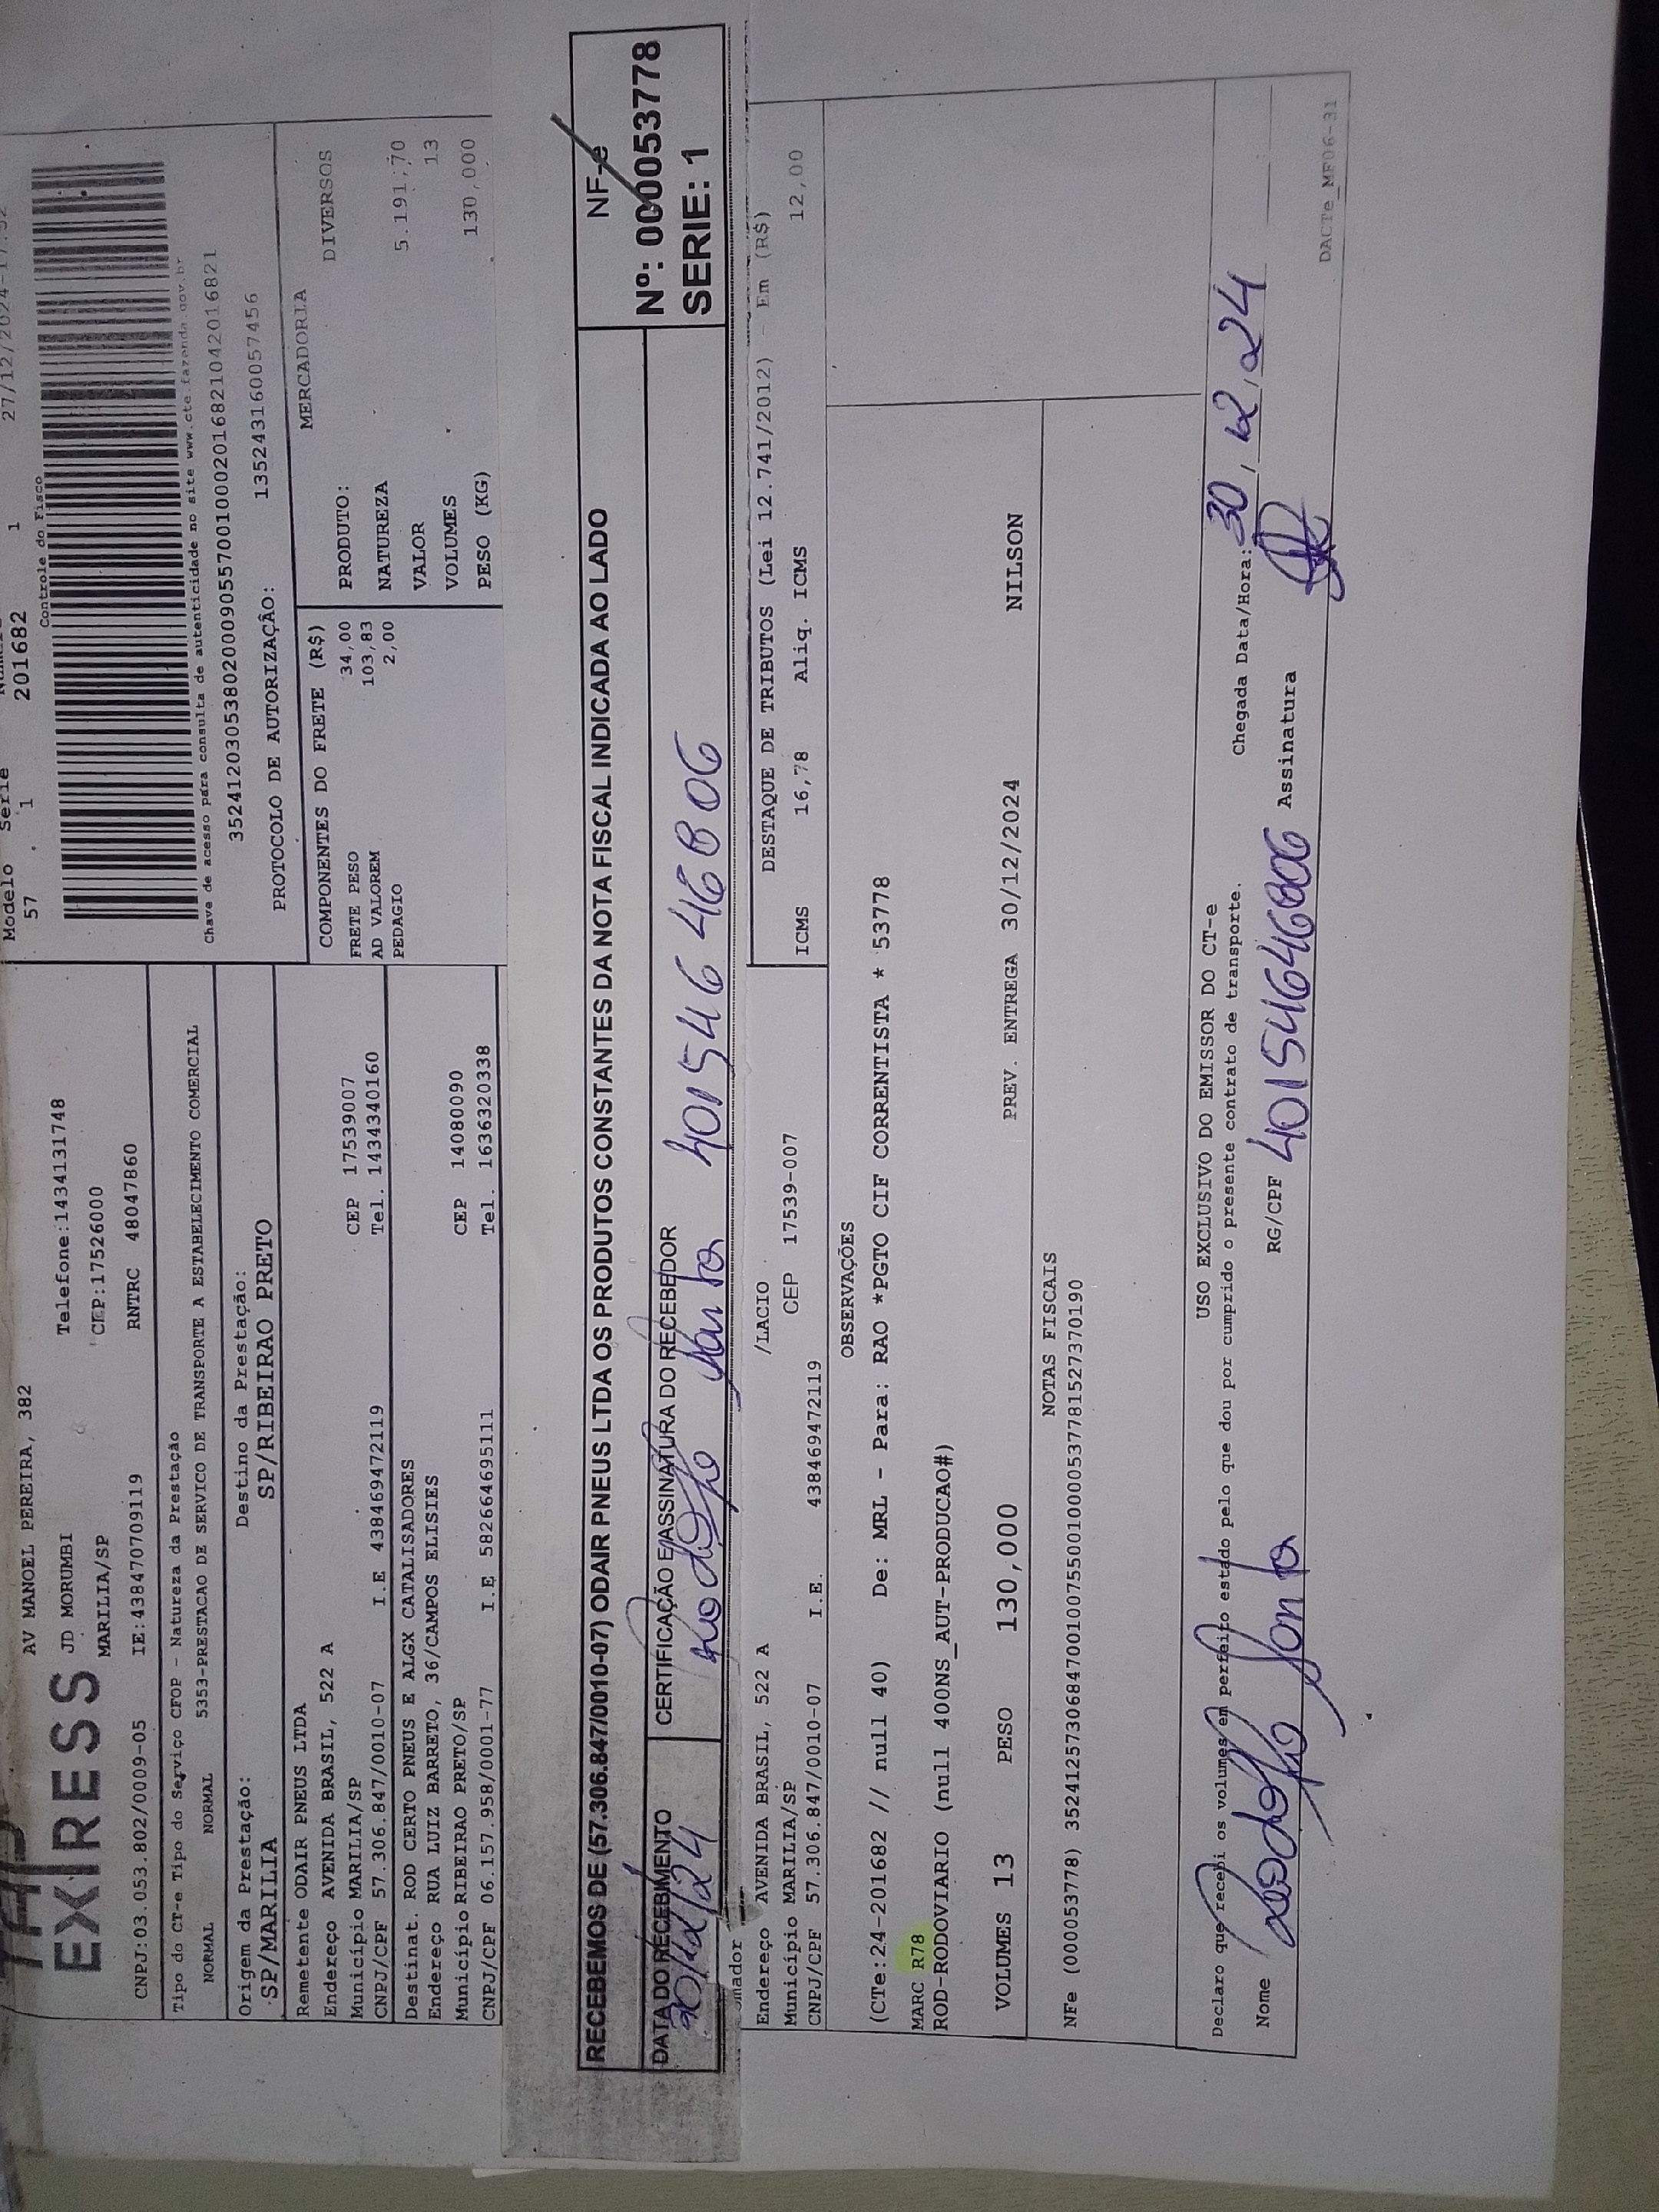 AV MANOEL PEREIRA, 382
EXPRESS
JD MORUMBI Telefone:1434131748
MARILIA/SP CEP:17526000
CNPJ:03.053.802/0009-05 IE:438470709119 RNTRC 48047860
Modelo Série
57 1 201682 1 27/12/2024
Controle do Fisco
Chave de acesso para consulta de autenticidade no site www.cte.fazenda.gov.br
35241203053802000905570010002016821042016821
PROTOCOLO DE AUTORIZAÇÃO: 135243160057456
Tipo do CT-e Tipo do Serviço CFOP - Natureza da Prestação
NORMAL NORMAL 5353-PRESTACAO DE SERVICO DE TRANSPORTE A ESTABELECIMENTO COMERCIAL
Origem da Prestação: Destino da Prestação:
SP/MARILIA SP/RIBEIRAO PRETO
Remetente ODAIR PNEUS LTDA
Endereço AVENIDA BRASIL, 522 A
Município MARILIA/SP CEP 17539007
CNPJ/CPF 57.306.847/0010-07 I.E 438469472119 Tel. 1434340160
Destinat. ROD CERTO PNEUS E ALGX CATALISADORES
Endereço RUA LUIZ BARRETO, 36/CAMPOS ELISIES
Município RIBEIRAO PRETO/SP CEP 14080090
CNPJ/CPF 06.157.958/0001-77 I.E 582664695111 Tel. 1636320338
COMPONENTES DO FRETE (R$)
FRETE PESO 34,00
AD VALOREM 103,83
PEDAGIO 2,00
MERCADORIA
PRODUTO: DIVERSOS
NATUREZA
VALOR 5.191,70
VOLUMES 13
PESO (KG) 130,000
RECEBEMOS DE (57.306.847/0010-07) ODAIR PNEUS LTDA OS PRODUTOS CONSTANTES DA NOTA FISCAL INDICADA AO LADO
NF-e
Nº: 000053778
SERIE: 1
DATA DO RECEBIMENTO CERTIFICAÇÃO E ASSINATURA DO RECEBEDOR
30/12/24 40154646806
omador
Endereço AVENIDA BRASIL, 522 A /LACIO
Município MARILIA/SP CEP 17539-007
CNPJ/CPF 57.306.847/0010-07 I.E. 438469472119
DESTAQUE DE TRIBUTOS (Lei 12.741/2012) - Em (R$)
ICMS 16,78 Aliq. ICMS 12,00
OBSERVAÇÕES
(CTe:24-201682 // null 40) De: MRL - Para: RAO *PGTO CIF CORRENTISTA * 53778
MARC R78
ROD-RODOVIARIO (null 400NS_AUT-PRODUCAO#)
VOLUMES 13 PESO 130,000 PREV. ENTREGA 30/12/2024 NILSON
NOTAS FISCAIS
NFe (000053778) 35241257306847001007550010000537781527370190
USO EXCLUSIVO DO EMISSOR DO CT-e
Declaro que recebi os volumes em perfeito estado pelo que dou por cumprido o presente contrato de transporte.
Chegada Data/Hora: 30/12/24
Nome RG/CPF 40154646806 Assinatura
DACTe_MF06-31